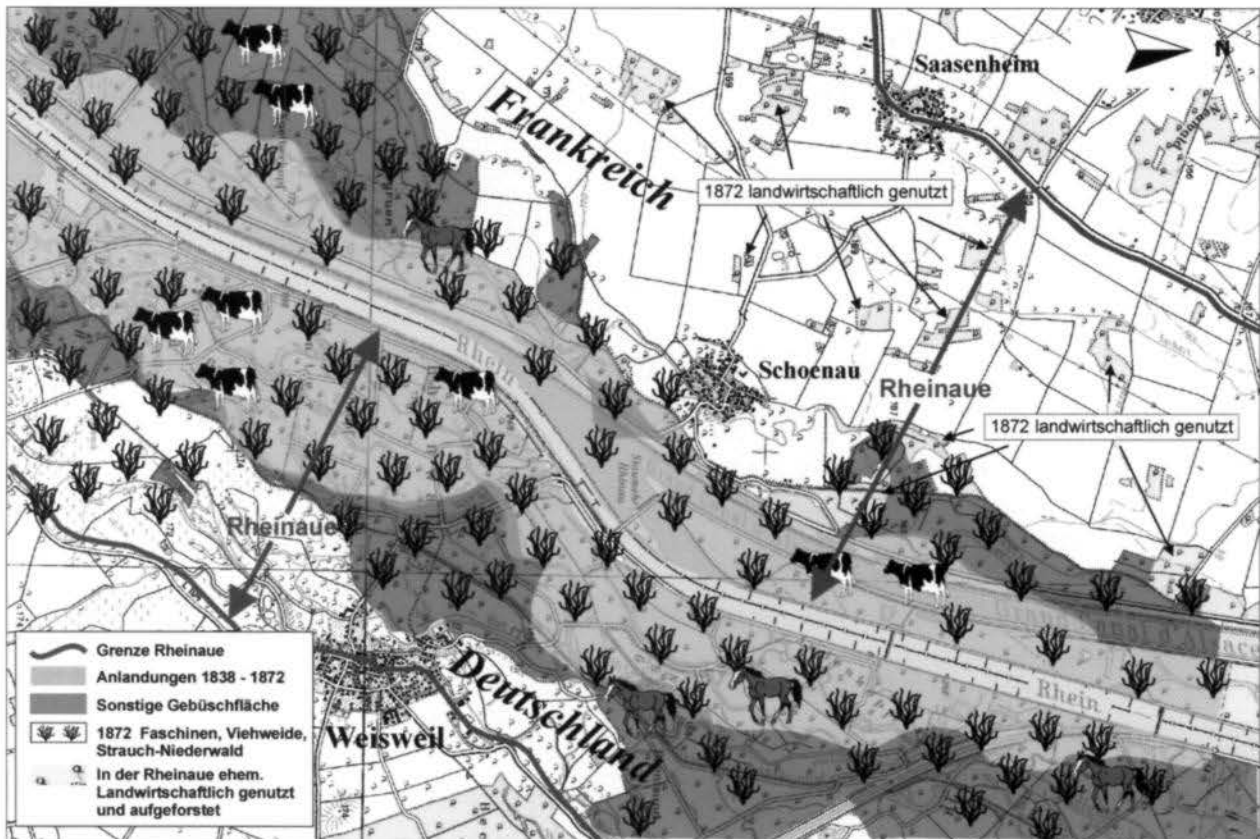 N
Saasenheim
Frankreich
1872 landwirtschaftlich genutzt
Schoenau
Rheinaue
1872 landwirtschaftlich genutzt
Rheinaue
Rhein
Weisweil
Deutschland
Grenze Rheinaue
Anlandungen 1838 - 1872
Sonstige Gebüschfläche
1872 Faschinen, Viehweide,
Strauch-Niederwald
In der Rheinaue ehem.
Landwirtschaftlich genutzt
und aufgeforstet